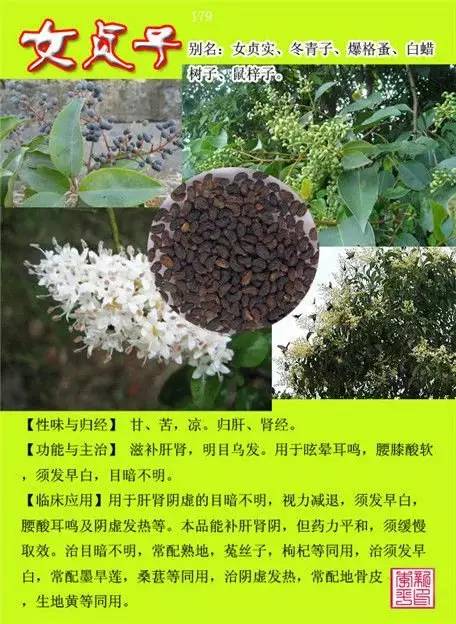 179
女贞子
别名：女贞实、冬青子、爆格蚤、白蜡
树子、鼠梓子。
【性味与归经】 甘、苦，凉。归肝、肾经。
【功能与主治】 滋补肝肾，明目乌发。用于眩晕耳鸣，腰膝酸软
，须发早白，目暗不明。
【临床应用】用于肝肾阴虚的目暗不明，视力减退，须发早白，
腰酸耳鸣及阴虚发热等。本品能补肝肾阴，但药力平和，须缓慢
取效。治目暗不明，常配熟地，菟丝子，枸杞等同用，治须发早
白，常配墨旱莲，桑葚等同用，治阴虚发热，常配地骨皮
，生地黄等同用。